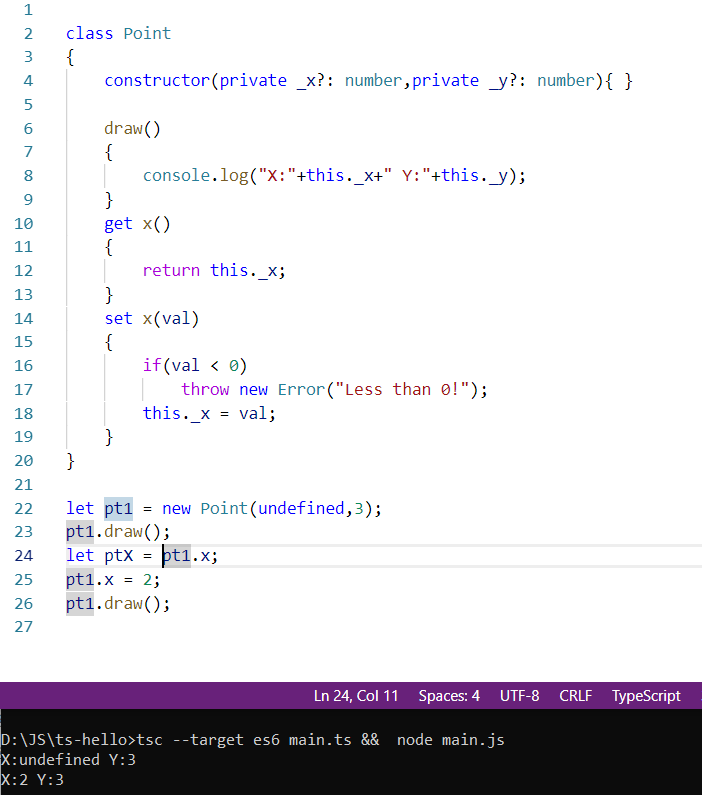 1
2 class Point
3 {
4 constructor(private _x?: number,private _y?: number){ }
5
6 draw()
7 {
8 console.log("X:"+this._x+" Y:"+this._y);
9 }
10 get x()
11 {
12 return this._x;
13 }
14 set x(val)
15 {
16 if(val < 0)
17 throw new Error("Less than 0!");
18 this._x = val;
19 }
20 }
21
22 let pt1 = new Point(undefined,3);
23 pt1.draw();
24 let ptX = pt1.x;
25 pt1.x = 2;
26 pt1.draw();
27
Ln 24, Col 11 Spaces: 4 UTF-8 CRLF TypeScript
D:\JS\ts-hello>tsc --target es6 main.ts && node main.js
X:undefined Y:3
X:2 Y:3